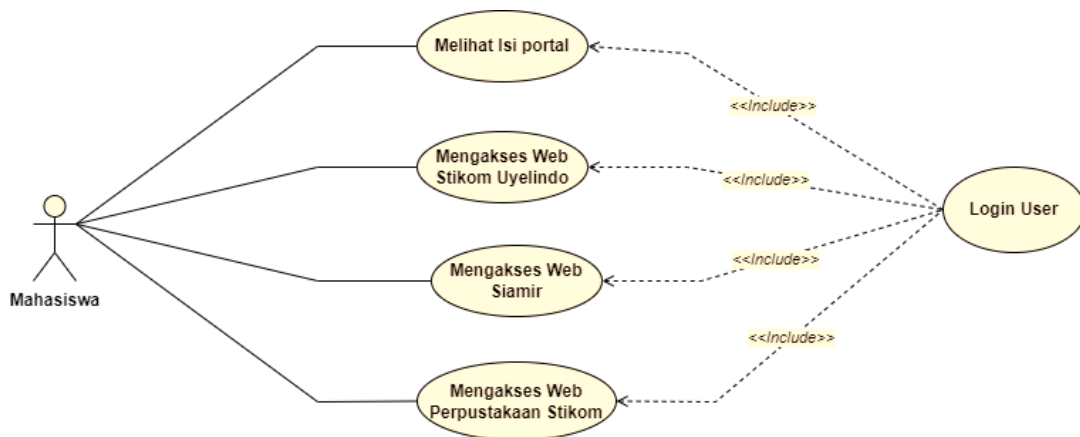 Melihat Isi portal
<<Include>>
Mengakses Web
Stikom Uyelindo
<<Include>>
Login User
Mahasiswa
Mengakses Web
Siamir
<<Include>>
<<Include>>
Mengakses Web
Perpustakaan Stikom